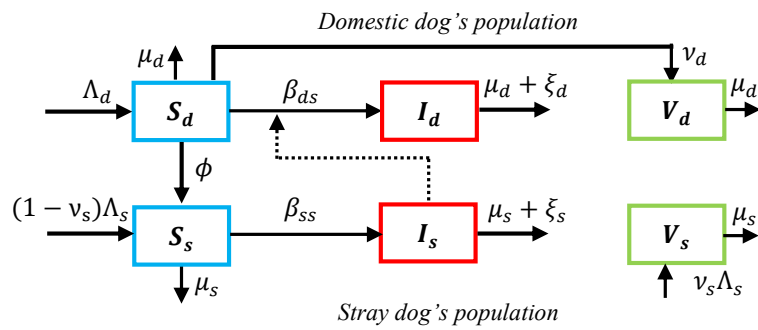 Domestic dog's population
μ_d
ν_d
Λ_d
S_d
β_ds
I_d
μ_d + ξ_d
V_d
μ_d
ϕ
(1 − ν_s)Λ_s
S_s
β_ss
I_s
μ_s + ξ_s
V_s
μ_s
μ_s
ν_sΛ_s
Stray dog's population